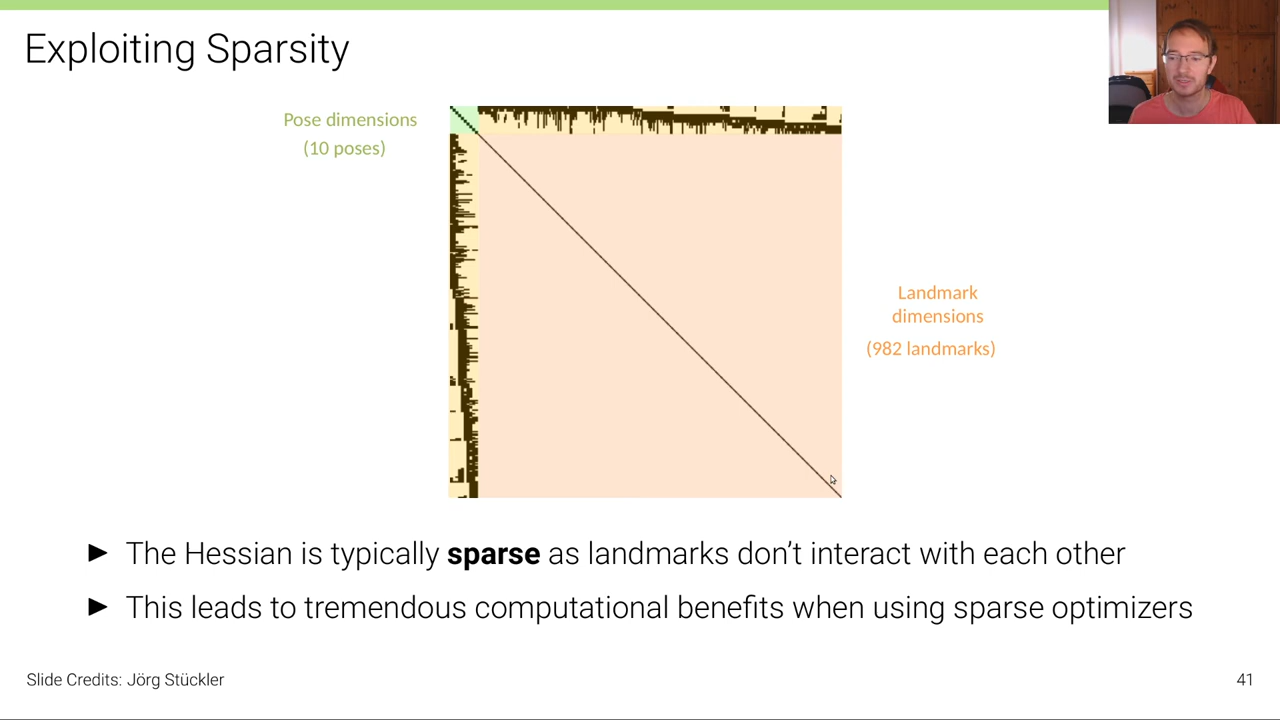 Exploiting Sparsity
Pose dimensions
(10 poses)
Landmark
dimensions
(982 landmarks)
► The Hessian is typically sparse as landmarks don’t interact with each other
► This leads to tremendous computational benefits when using sparse optimizers
Slide Credits: Jörg Stückler
41